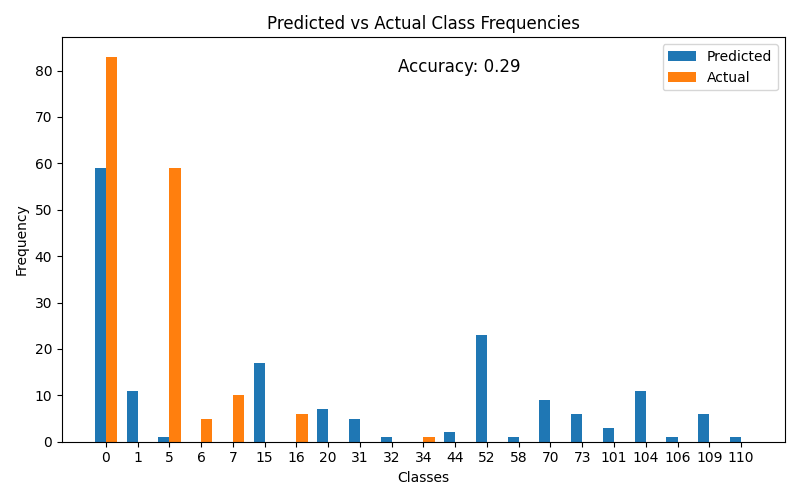 Predicted vs Actual Class Frequencies
Accuracy: 0.29
Predicted
Actual
Frequency
80
70
60
50
40
30
20
10
0
0 1 5 6 7 15 16 20 31 32 34 44 52 58 70 73 101 104 106 109 110
Classes